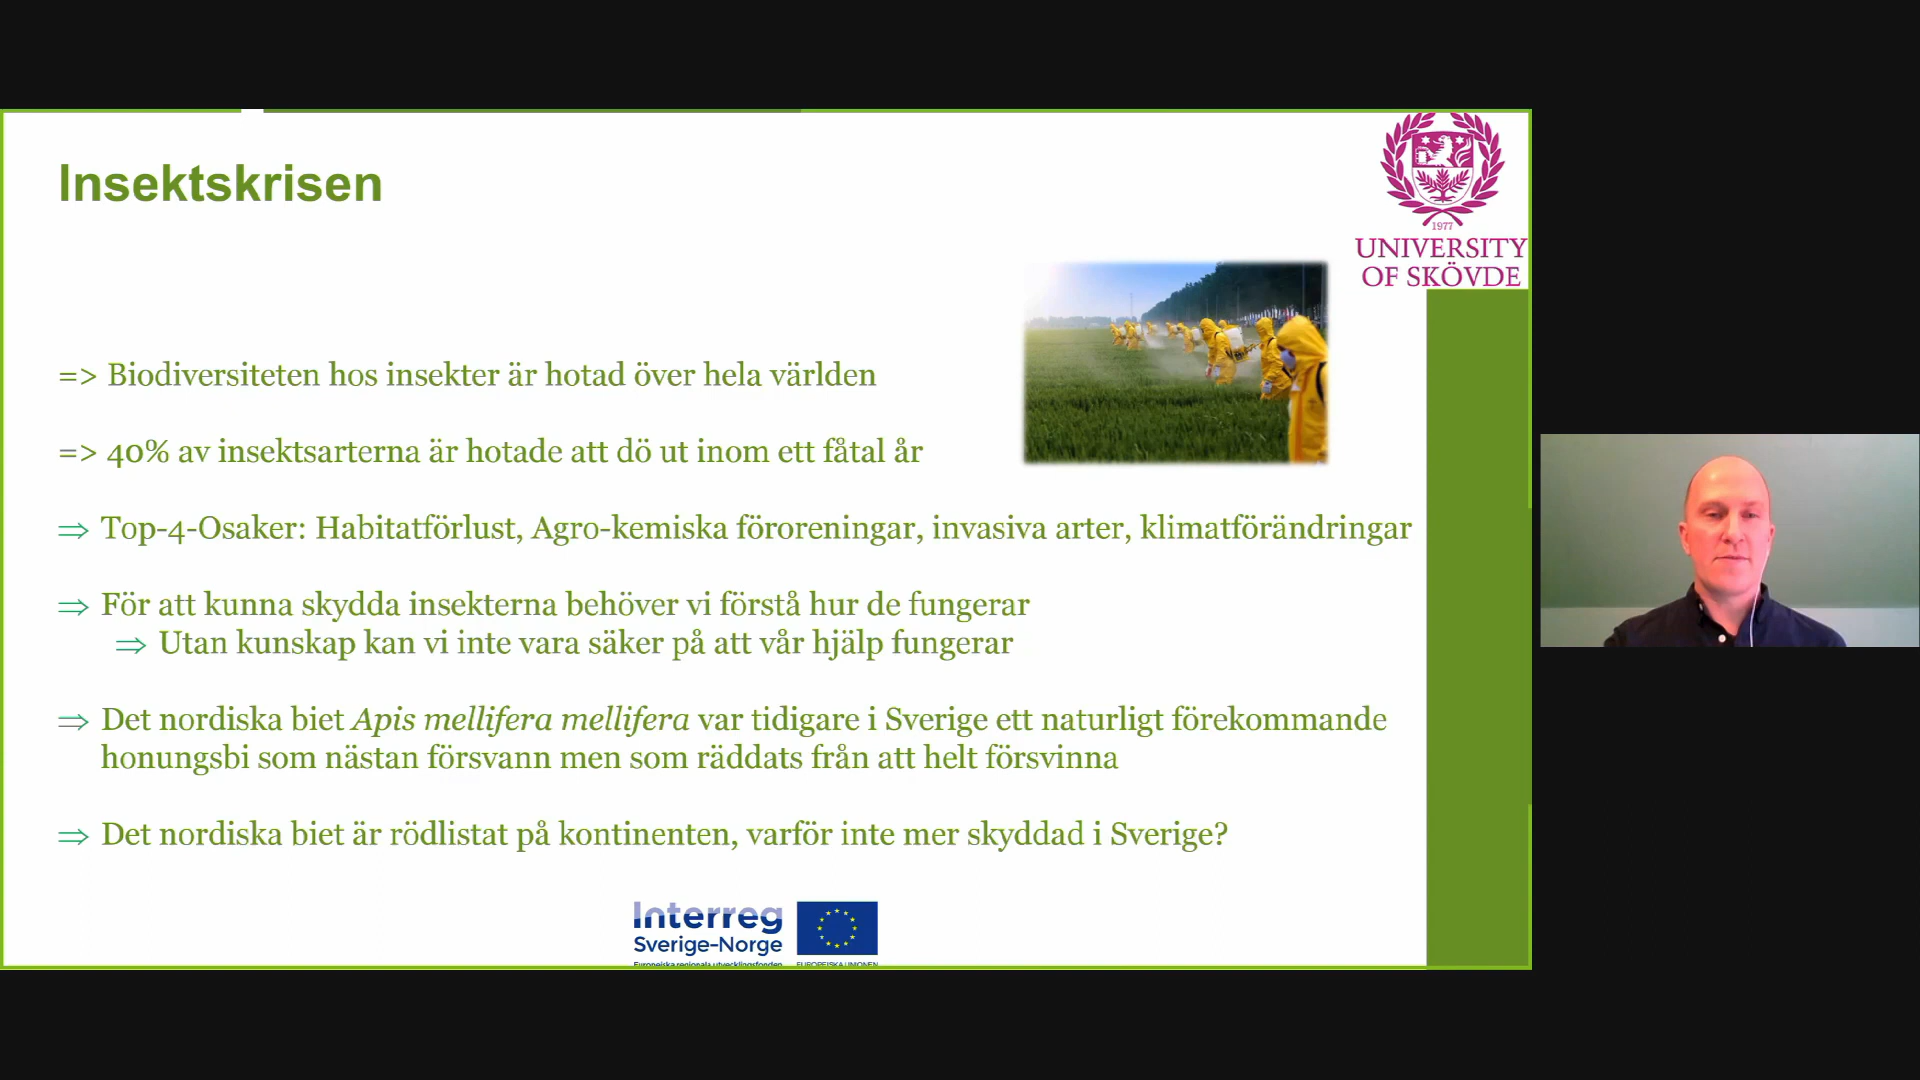 Insektskrisen
1977
UNIVERSITY
OF SKÖVDE
=> Biodiversiteten hos insekter är hotad över hela världen
=> 40% av insektsarterna är hotade att dö ut inom ett fåtal år
⇒ Top-4-Osaker: Habitatförlust, Agro-kemiska föroreningar, invasiva arter, klimatförändringar
⇒ För att kunna skydda insekterna behöver vi förstå hur de fungerar
⇒ Utan kunskap kan vi inte vara säker på att vår hjälp fungerar
⇒ Det nordiska biet Apis mellifera mellifera var tidigare i Sverige ett naturligt förekommande
honungsbi som nästan försvann men som räddats från att helt försvinna
⇒ Det nordiska biet är rödlistat på kontinenten, varför inte mer skyddad i Sverige?
Interreg
Sverige-Norge
Europeiska regionala utvecklingsfonden
EUROPEISKA UNIONEN